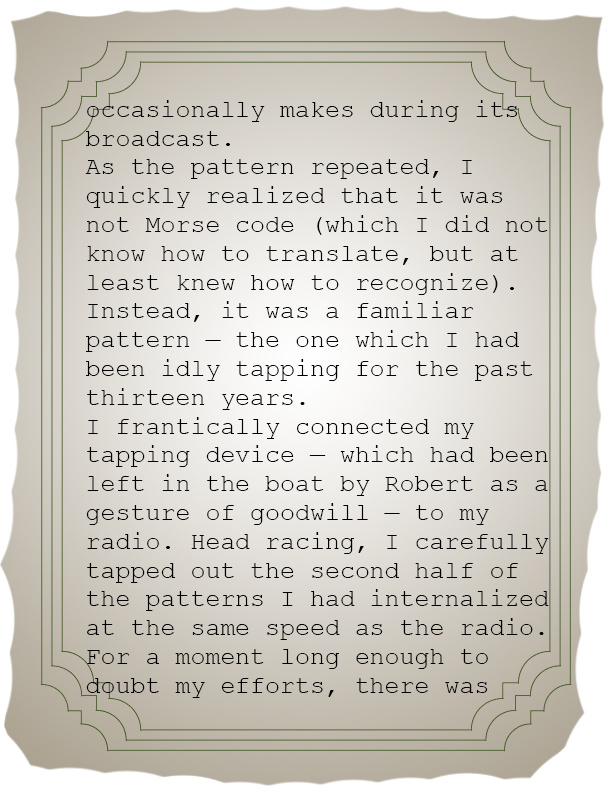 occasionally makes during its
broadcast.
As the pattern repeated, I
quickly realized that it was
not Morse code (which I did not
know how to translate, but at
least knew how to recognize).
Instead, it was a familiar
pattern — the one which I had
been idly tapping for the past
thirteen years.
I frantically connected my
tapping device — which had been
left in the boat by Robert as a
gesture of goodwill — to my
radio. Head racing, I carefully
tapped out the second half of
the patterns I had internalized
at the same speed as the radio.
For a moment long enough to
doubt my efforts, there was